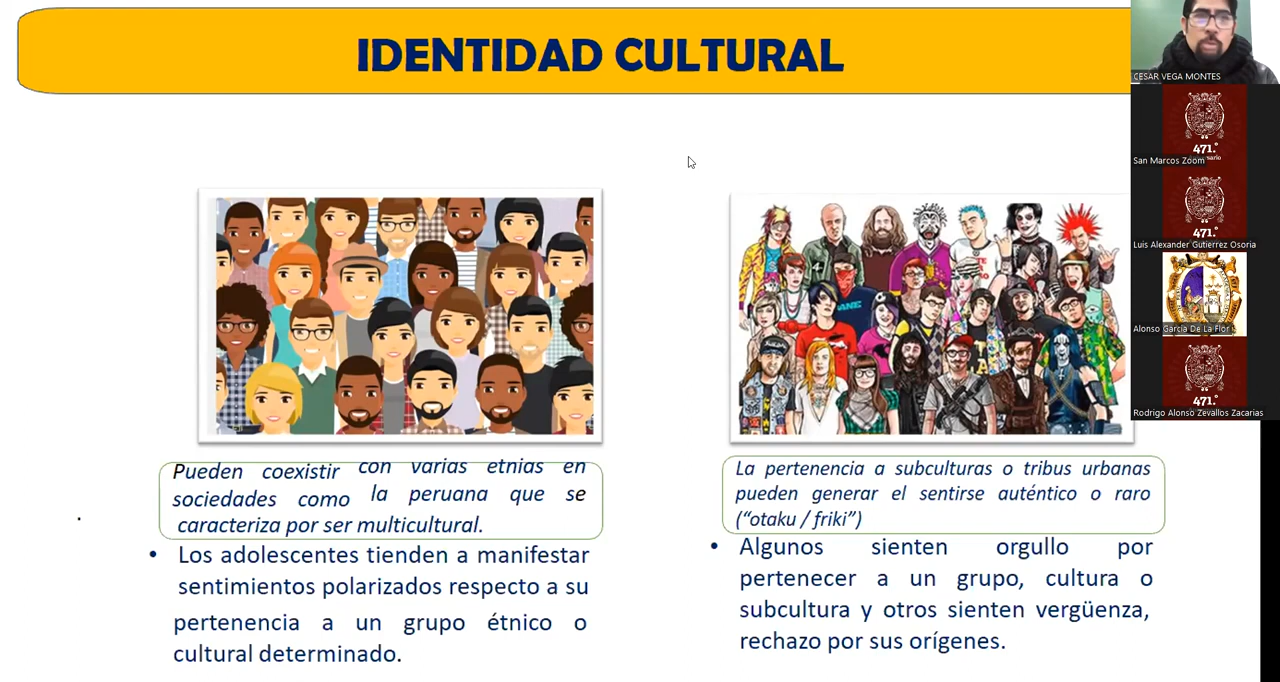 IDENTIDAD CULTURAL
Pueden coexistir con varias etnias en
sociedades como la peruana que se
caracteriza por ser multicultural.
• Los adolescentes tienden a manifestar
sentimientos polarizados respecto a su
pertenencia a un grupo étnico o
cultural determinado.
La pertenencia a subculturas o tribus urbanas
pueden generar el sentirse auténtico o raro
(“otaku / friki”)
• Algunos sienten orgullo por
pertenecer a un grupo, cultura o
subcultura y otros sienten vergüenza,
rechazo por sus orígenes.
CESAR VEGA MONTES
471.°
San Marcos Zoom
471.°
Luis Alexander Gutierrez Osoria
Alonso García De La Flor
471.°
Rodrigo Alonso Zevallos Zacarias